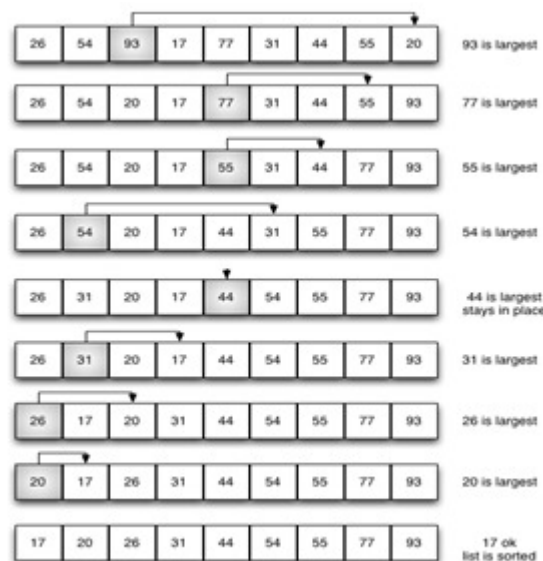 26 54 93 17 77 31 44 55 20 93 is largest
26 54 20 17 77 31 44 55 93 77 is largest
26 54 20 17 55 31 44 77 93 55 is largest
26 54 20 17 44 31 55 77 93 54 is largest
26 31 20 17 44 54 55 77 93 44 is largest
stays in place
26 31 20 17 44 54 55 77 93 31 is largest
26 17 20 31 44 54 55 77 93 26 is largest
20 17 26 31 44 54 55 77 93 20 is largest
17 20 26 31 44 54 55 77 93 17 ok
list is sorted